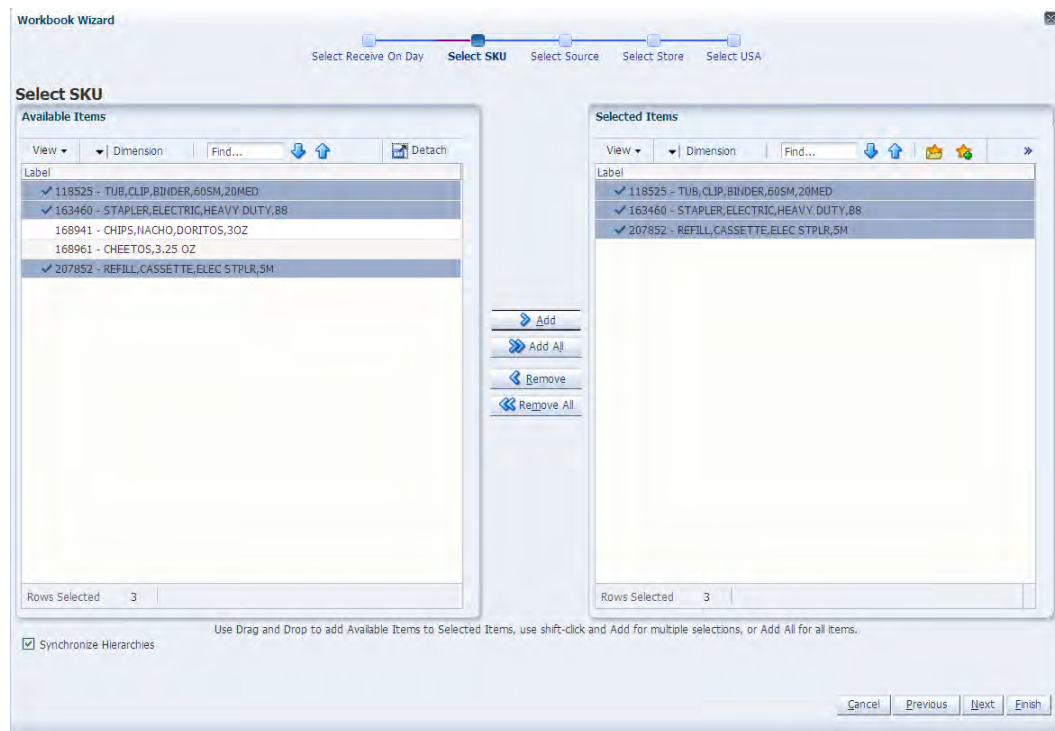 Workbook Wizard
Select Receive On Day Select SKU Select Source Select Store Select USA
Select SKU
Available Items
View Dimension Find... Detach
Label
118525 - TUB,CLIP,BINDER,60SM,20MED
163460 - STAPLER,ELECTRIC,HEAVY DUTY,B8
168941 - CHIPS,NACHO,DORITOS,3OZ
168961 - CHEETOS,3.25 OZ
207852 - REFILL,CASSETTE,ELEC STPLR,5M
Rows Selected 3
Add
Add All
Remove
Remove All
Selected Items
View Dimension Find... »
Label
118525 - TUB,CLIP,BINDER,60SM,20MED
163460 - STAPLER,ELECTRIC,HEAVY DUTY,B8
207852 - REFILL,CASSETTE,ELEC STPLR,5M
Rows Selected 3
Use Drag and Drop to add Available Items to Selected Items, use shift-click and Add for multiple selections, or Add All for all items.
Synchronize Hierarchies
Cancel Previous Next Finish